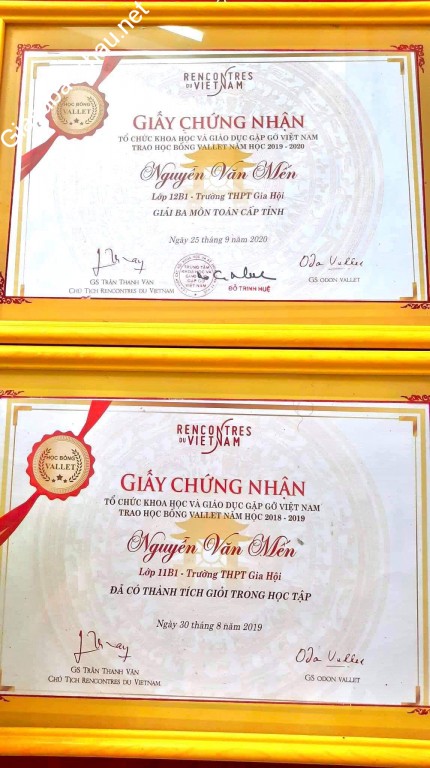 RENCONTRES
DU VIETNAM
HỌC BỔNG
VALLET
GIẤY CHỨNG NHẬN
TỔ CHỨC KHOA HỌC VÀ GIÁO DỤC GẶP GỠ VIỆT NAM
TRAO HỌC BỔNG VALLET NĂM HỌC 2019 - 2020
Nguyễn Văn Mến
Lớp 12B1 - Trường THPT Gia Hội
GIẢI BA MÔN TOÁN CẤP TỈNH
Ngày 25 tháng 9 năm 2020
Oda Vallet
GS TRẦN THANH VÂN
CHỦ TỊCH RENCONTRES DU VIETNAM
ĐỖ TRINH HUỆ
GS ODON VALLET
RENCONTRES
DU VIETNAM
HỌC BỔNG
VALLET
GIẤY CHỨNG NHẬN
TỔ CHỨC KHOA HỌC VÀ GIÁO DỤC GẶP GỠ VIỆT NAM
TRAO HỌC BỔNG VALLET NĂM HỌC 2018 - 2019
Nguyễn Văn Mến
Lớp 11B1 - Trường THPT Gia Hội
ĐÃ CÓ THÀNH TÍCH GIỎI TRONG HỌC TẬP
Ngày 30 tháng 8 năm 2019
Oda Vallet
GS TRẦN THANH VÂN
CHỦ TỊCH RENCONTRES DU VIETNAM
GS ODON VALLET